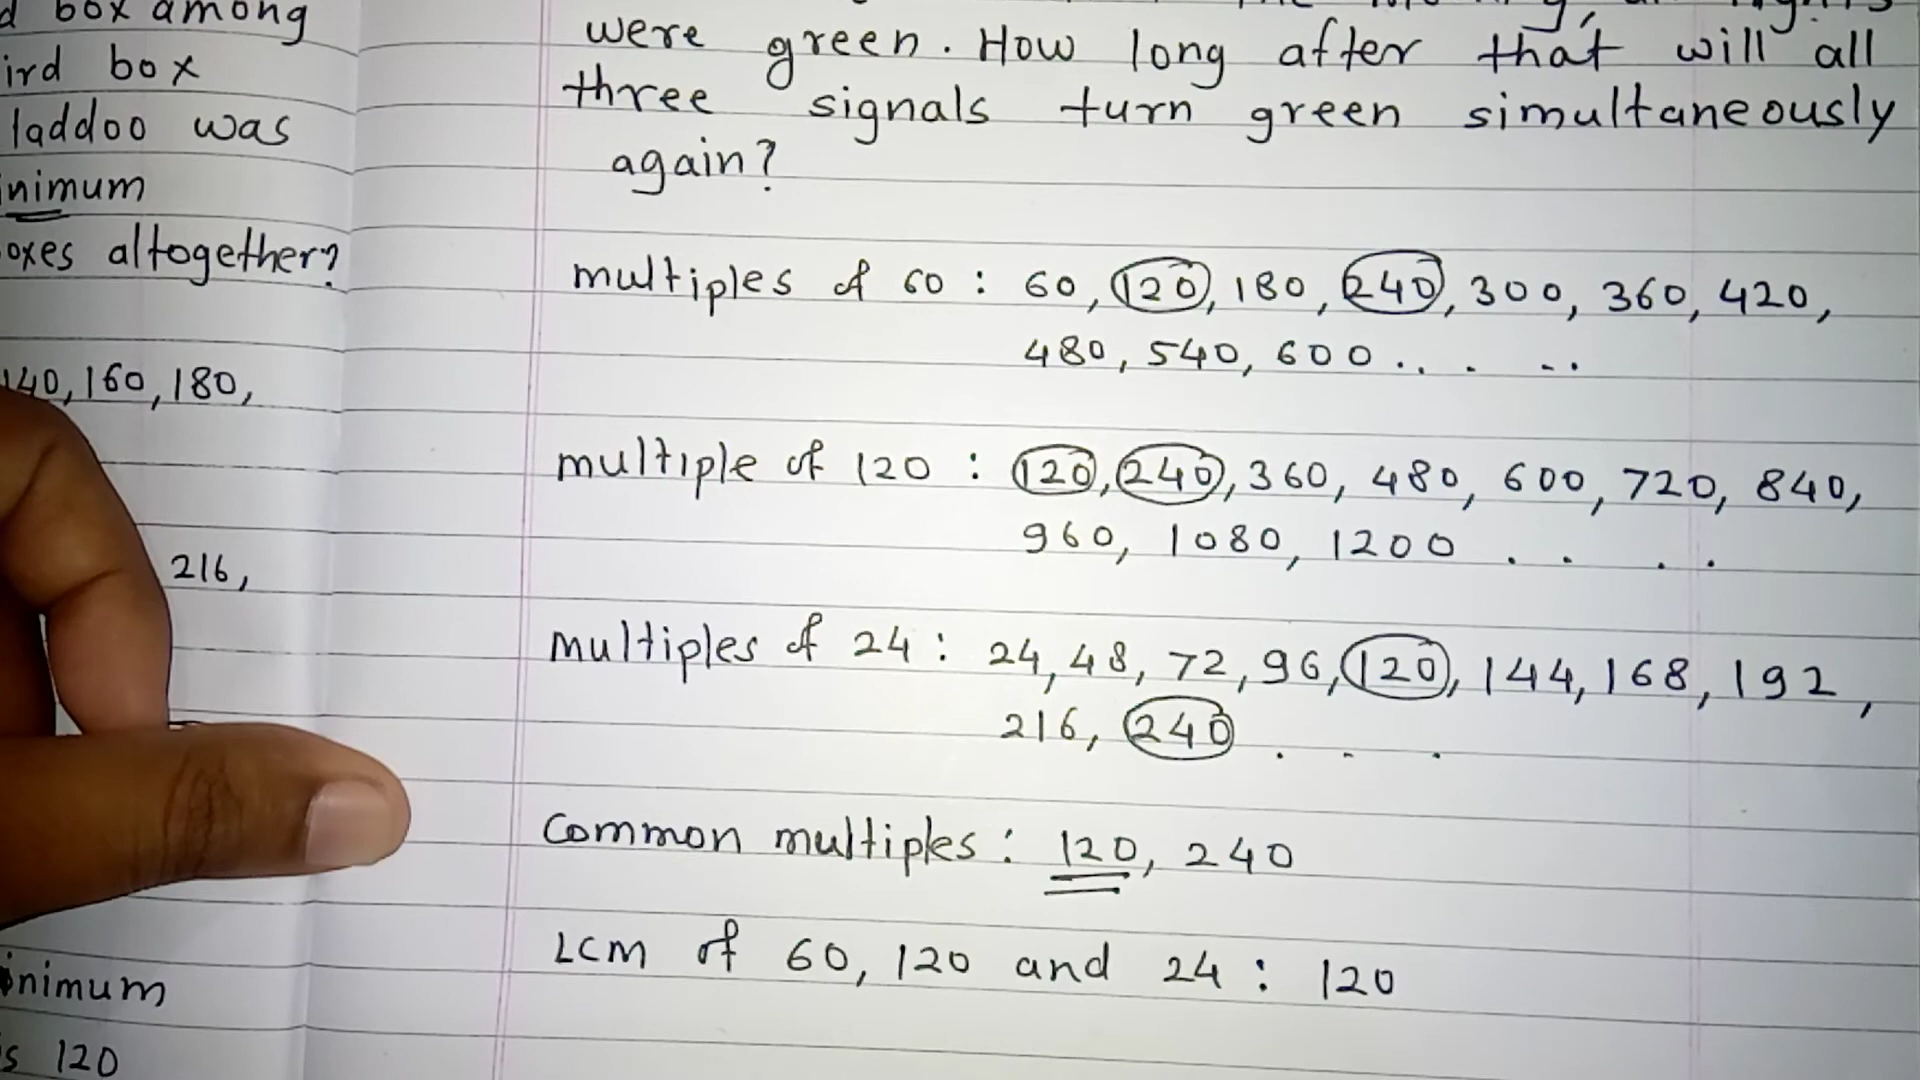 box among
ird box
laddoo was
nimum
oxes altogether?
140, 160, 180,
216,
inimum
s 120
were green. How long after that will all
three signals turn green simultaneously
again?
multiples of 60 : 60, 120, 180, 240, 300, 360, 420,
480, 540, 600 .. . ...
multiple of 120 : 120, 240, 360, 480, 600, 720, 840,
960, 1080, 1200 . . . .
multiples of 24 : 24, 48, 72, 96, 120, 144, 168, 192,
216, 240 . . .
Common multiples : 120, 240
LCM of 60, 120 and 24 : 120